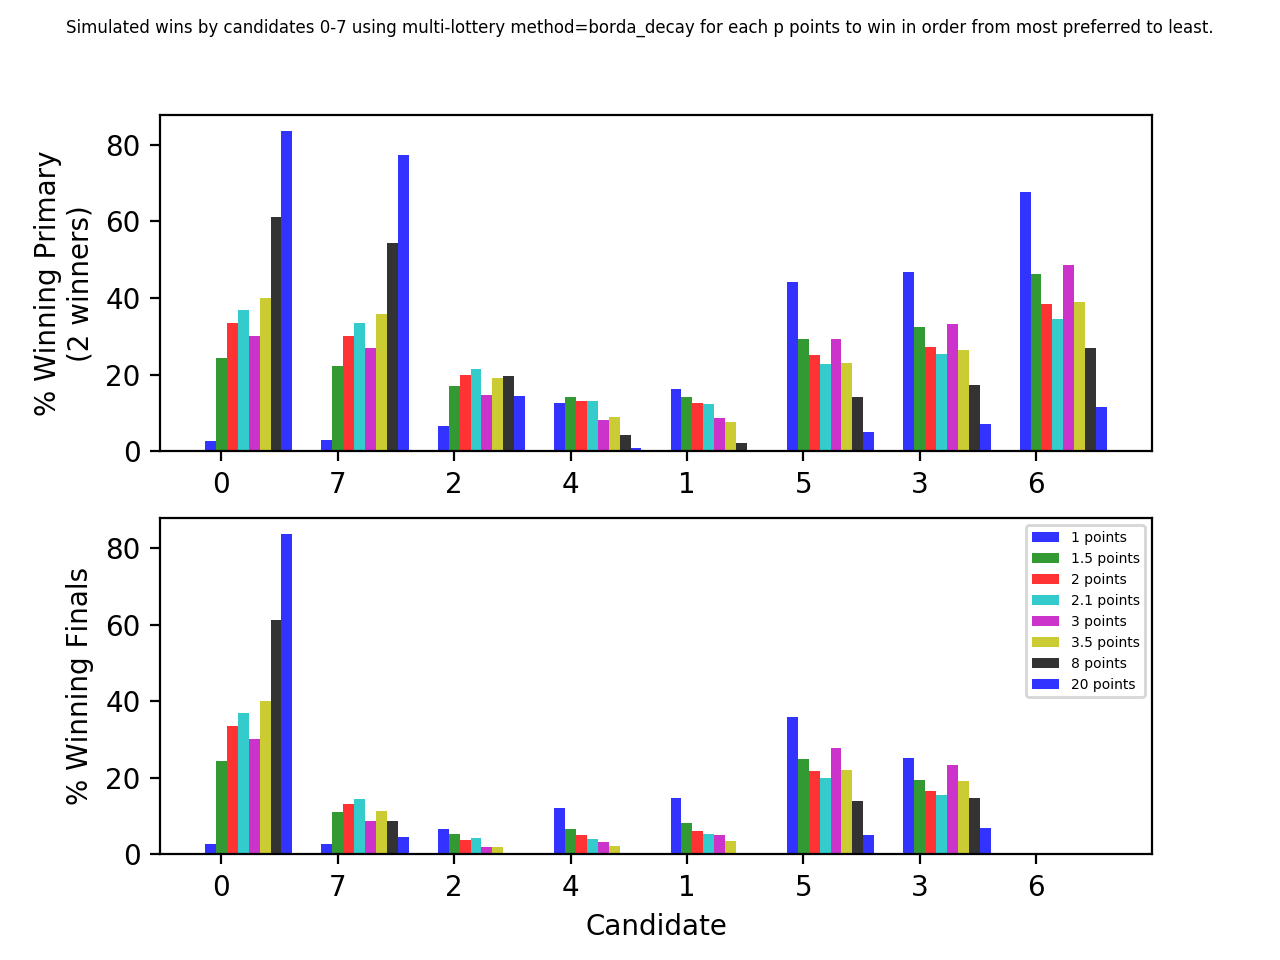 Simulated wins by candidates 0-7 using multi-lottery method=borda_decay for each p points to win in order from most preferred to least.
% Winning Primary
(2 winners)
80
60
40
20
0
0 7 2 4 1 5 3 6
% Winning Finals
80
60
40
20
0
1 points
1.5 points
2 points
2.1 points
3 points
3.5 points
8 points
20 points
0 7 2 4 1 5 3 6
Candidate